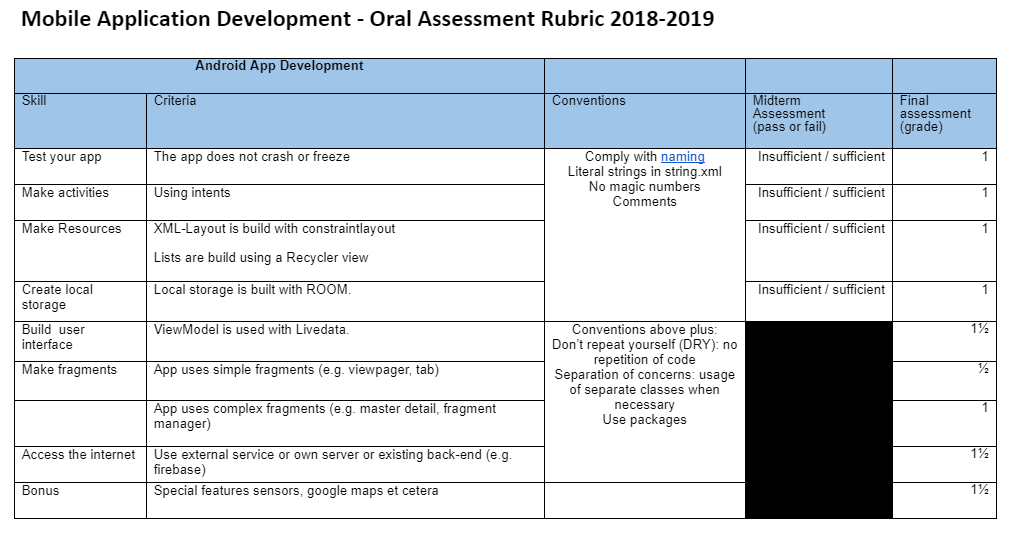 Mobile Application Development - Oral Assessment Rubric 2018-2019
Android App Development
Skill
Criteria
Conventions
Midterm
Assessment
(pass or fail)
Final
assessment
(grade)
Test your app
The app does not crash or freeze
Comply with naming
Literal strings in string.xml
No magic numbers
Comments
Insufficient / sufficient
1
Make activities
Using intents
Insufficient / sufficient
1
Make Resources
XML-Layout is build with constraintlayout
Lists are build using a Recycler view
Insufficient / sufficient
1
Create local
storage
Local storage is built with ROOM.
Insufficient / sufficient
1
Build  user
interface
ViewModel is used with Livedata.
Conventions above plus:
Don’t repeat yourself (DRY): no
repetition of code
Separation of concerns: usage
of separate classes when
necessary
Use packages
1½
Make fragments
App uses simple fragments (e.g. viewpager, tab)
½
App uses complex fragments (e.g. master detail, fragment
manager)
1
Access the internet
Use external service or own server or existing back-end (e.g.
firebase)
1½
Bonus
Special features sensors, google maps et cetera
1½